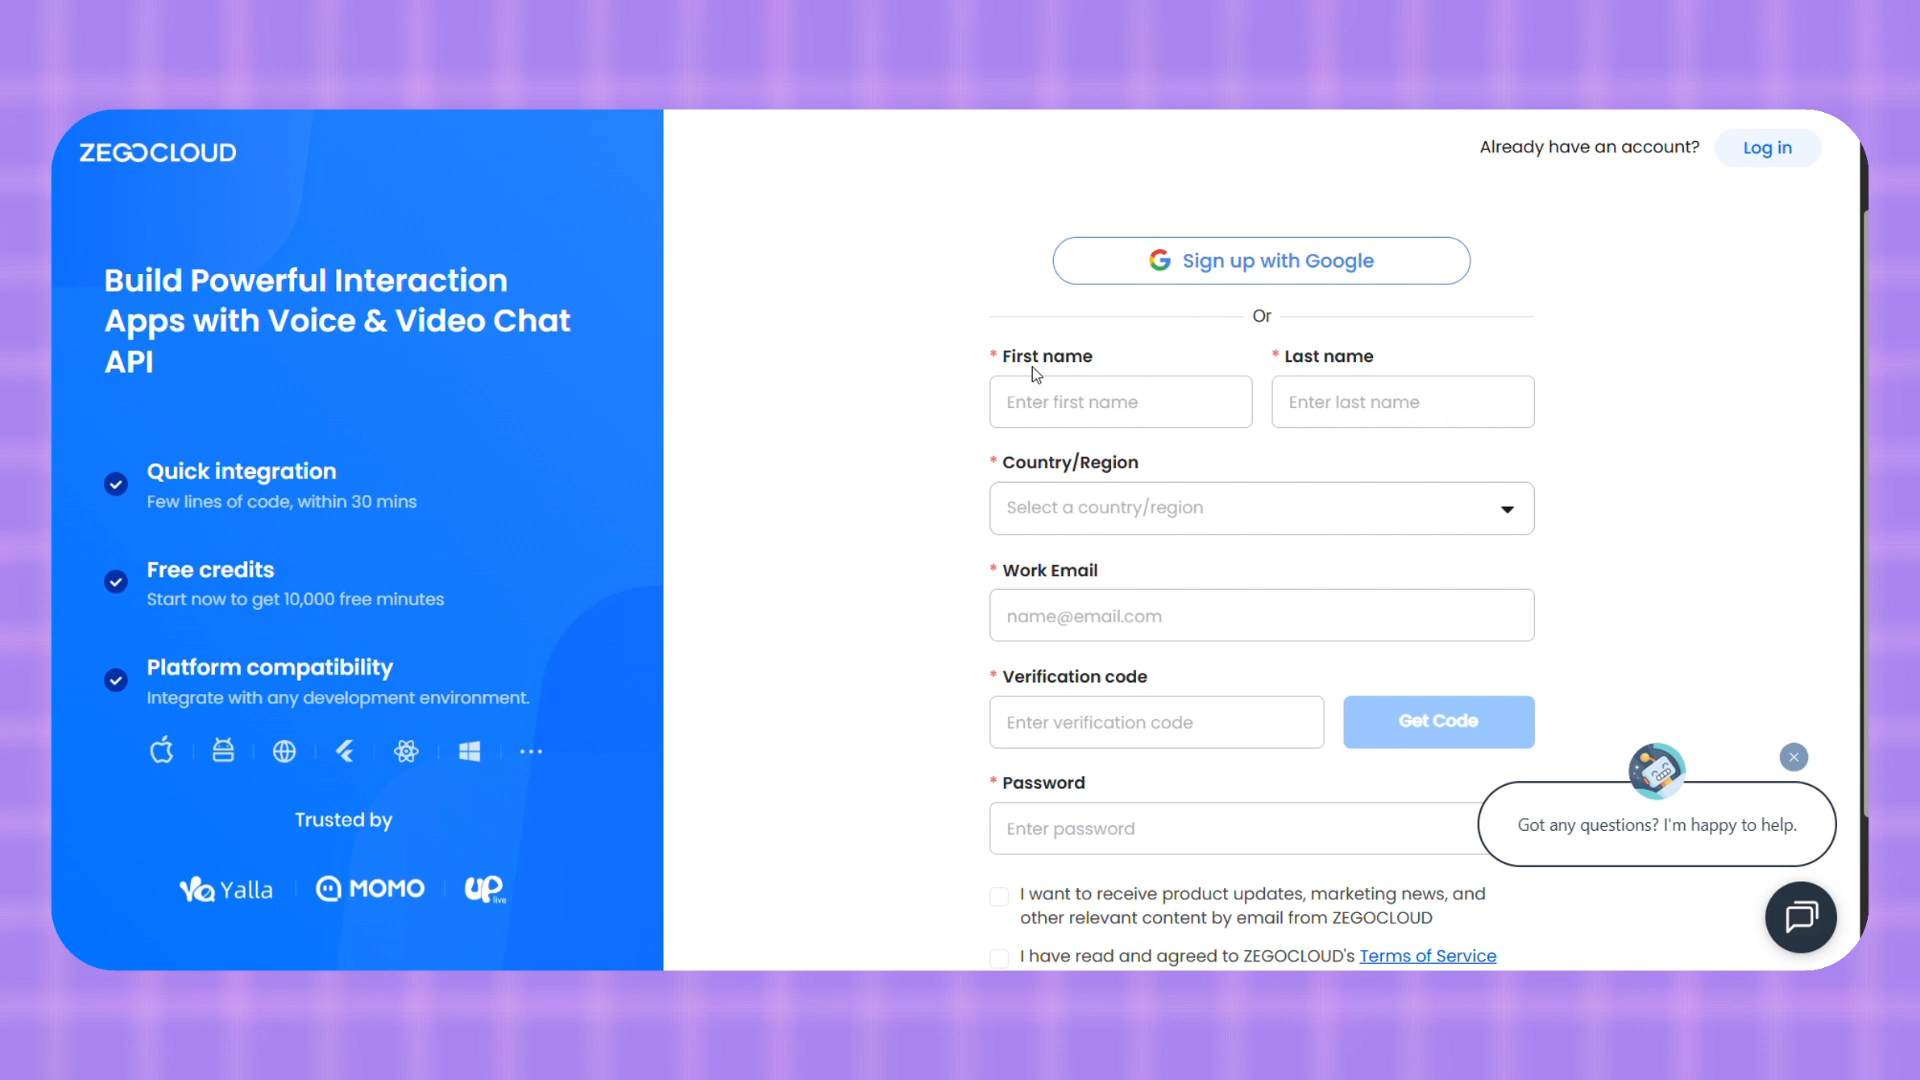 ZEGOCLOUD
Build Powerful Interaction
Apps with Voice & Video Chat
API
Quick integration
Few lines of code, within 30 mins
Free credits
Start now to get 10,000 free minutes
Platform compatibility
Integrate with any development environment.
Trusted by
Yalla
MOMO
UP live
Already have an account?
Log in
Sign up with Google
Or
* First name
* Last name
Enter first name
Enter last name
* Country/Region
Select a country/region
* Work Email
name@email.com
* Verification code
Enter verification code
Get Code
* Password
Enter password
Got any questions? I'm happy to help.
I want to receive product updates, marketing news, and
other relevant content by email from ZEGOCLOUD
I have read and agreed to ZEGOCLOUD's Terms of Service